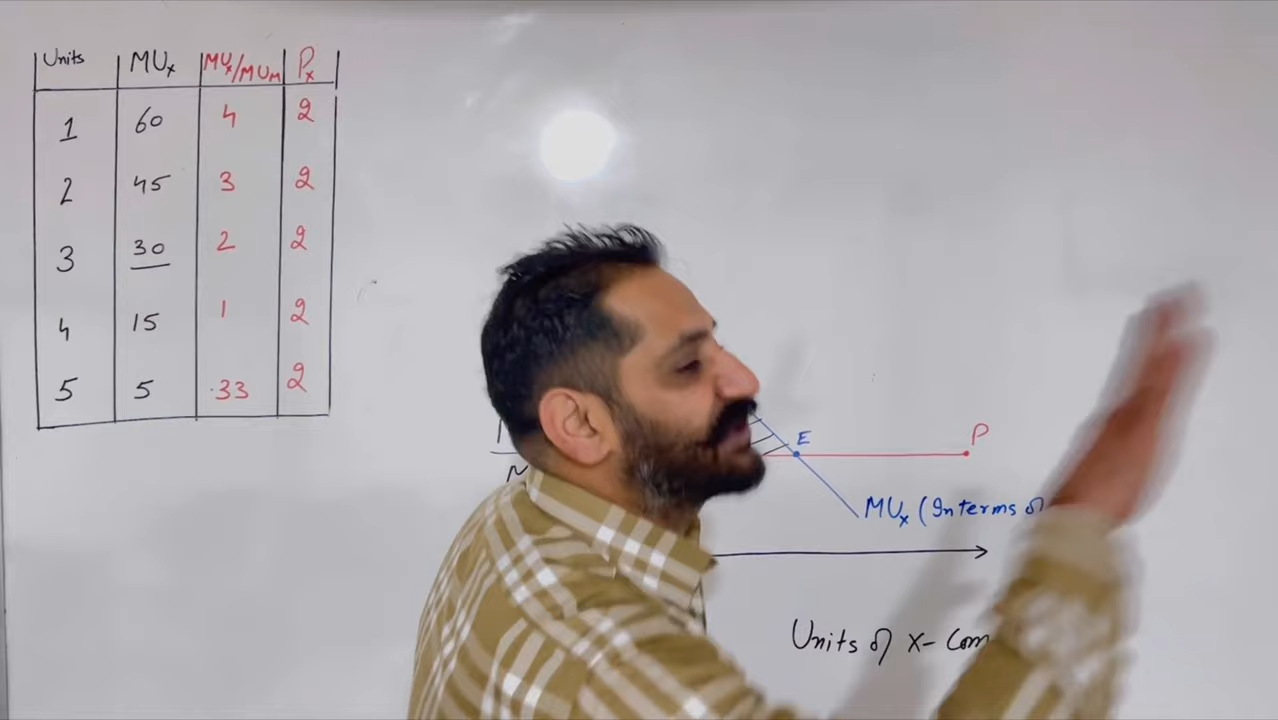 Units MUx MUx/MUM Px
1 60 4 2
2 45 3 2
3 30 2 2
4 15 1 2
5 5 .33 2
E P
MUx (Interms of
Units of x-Com